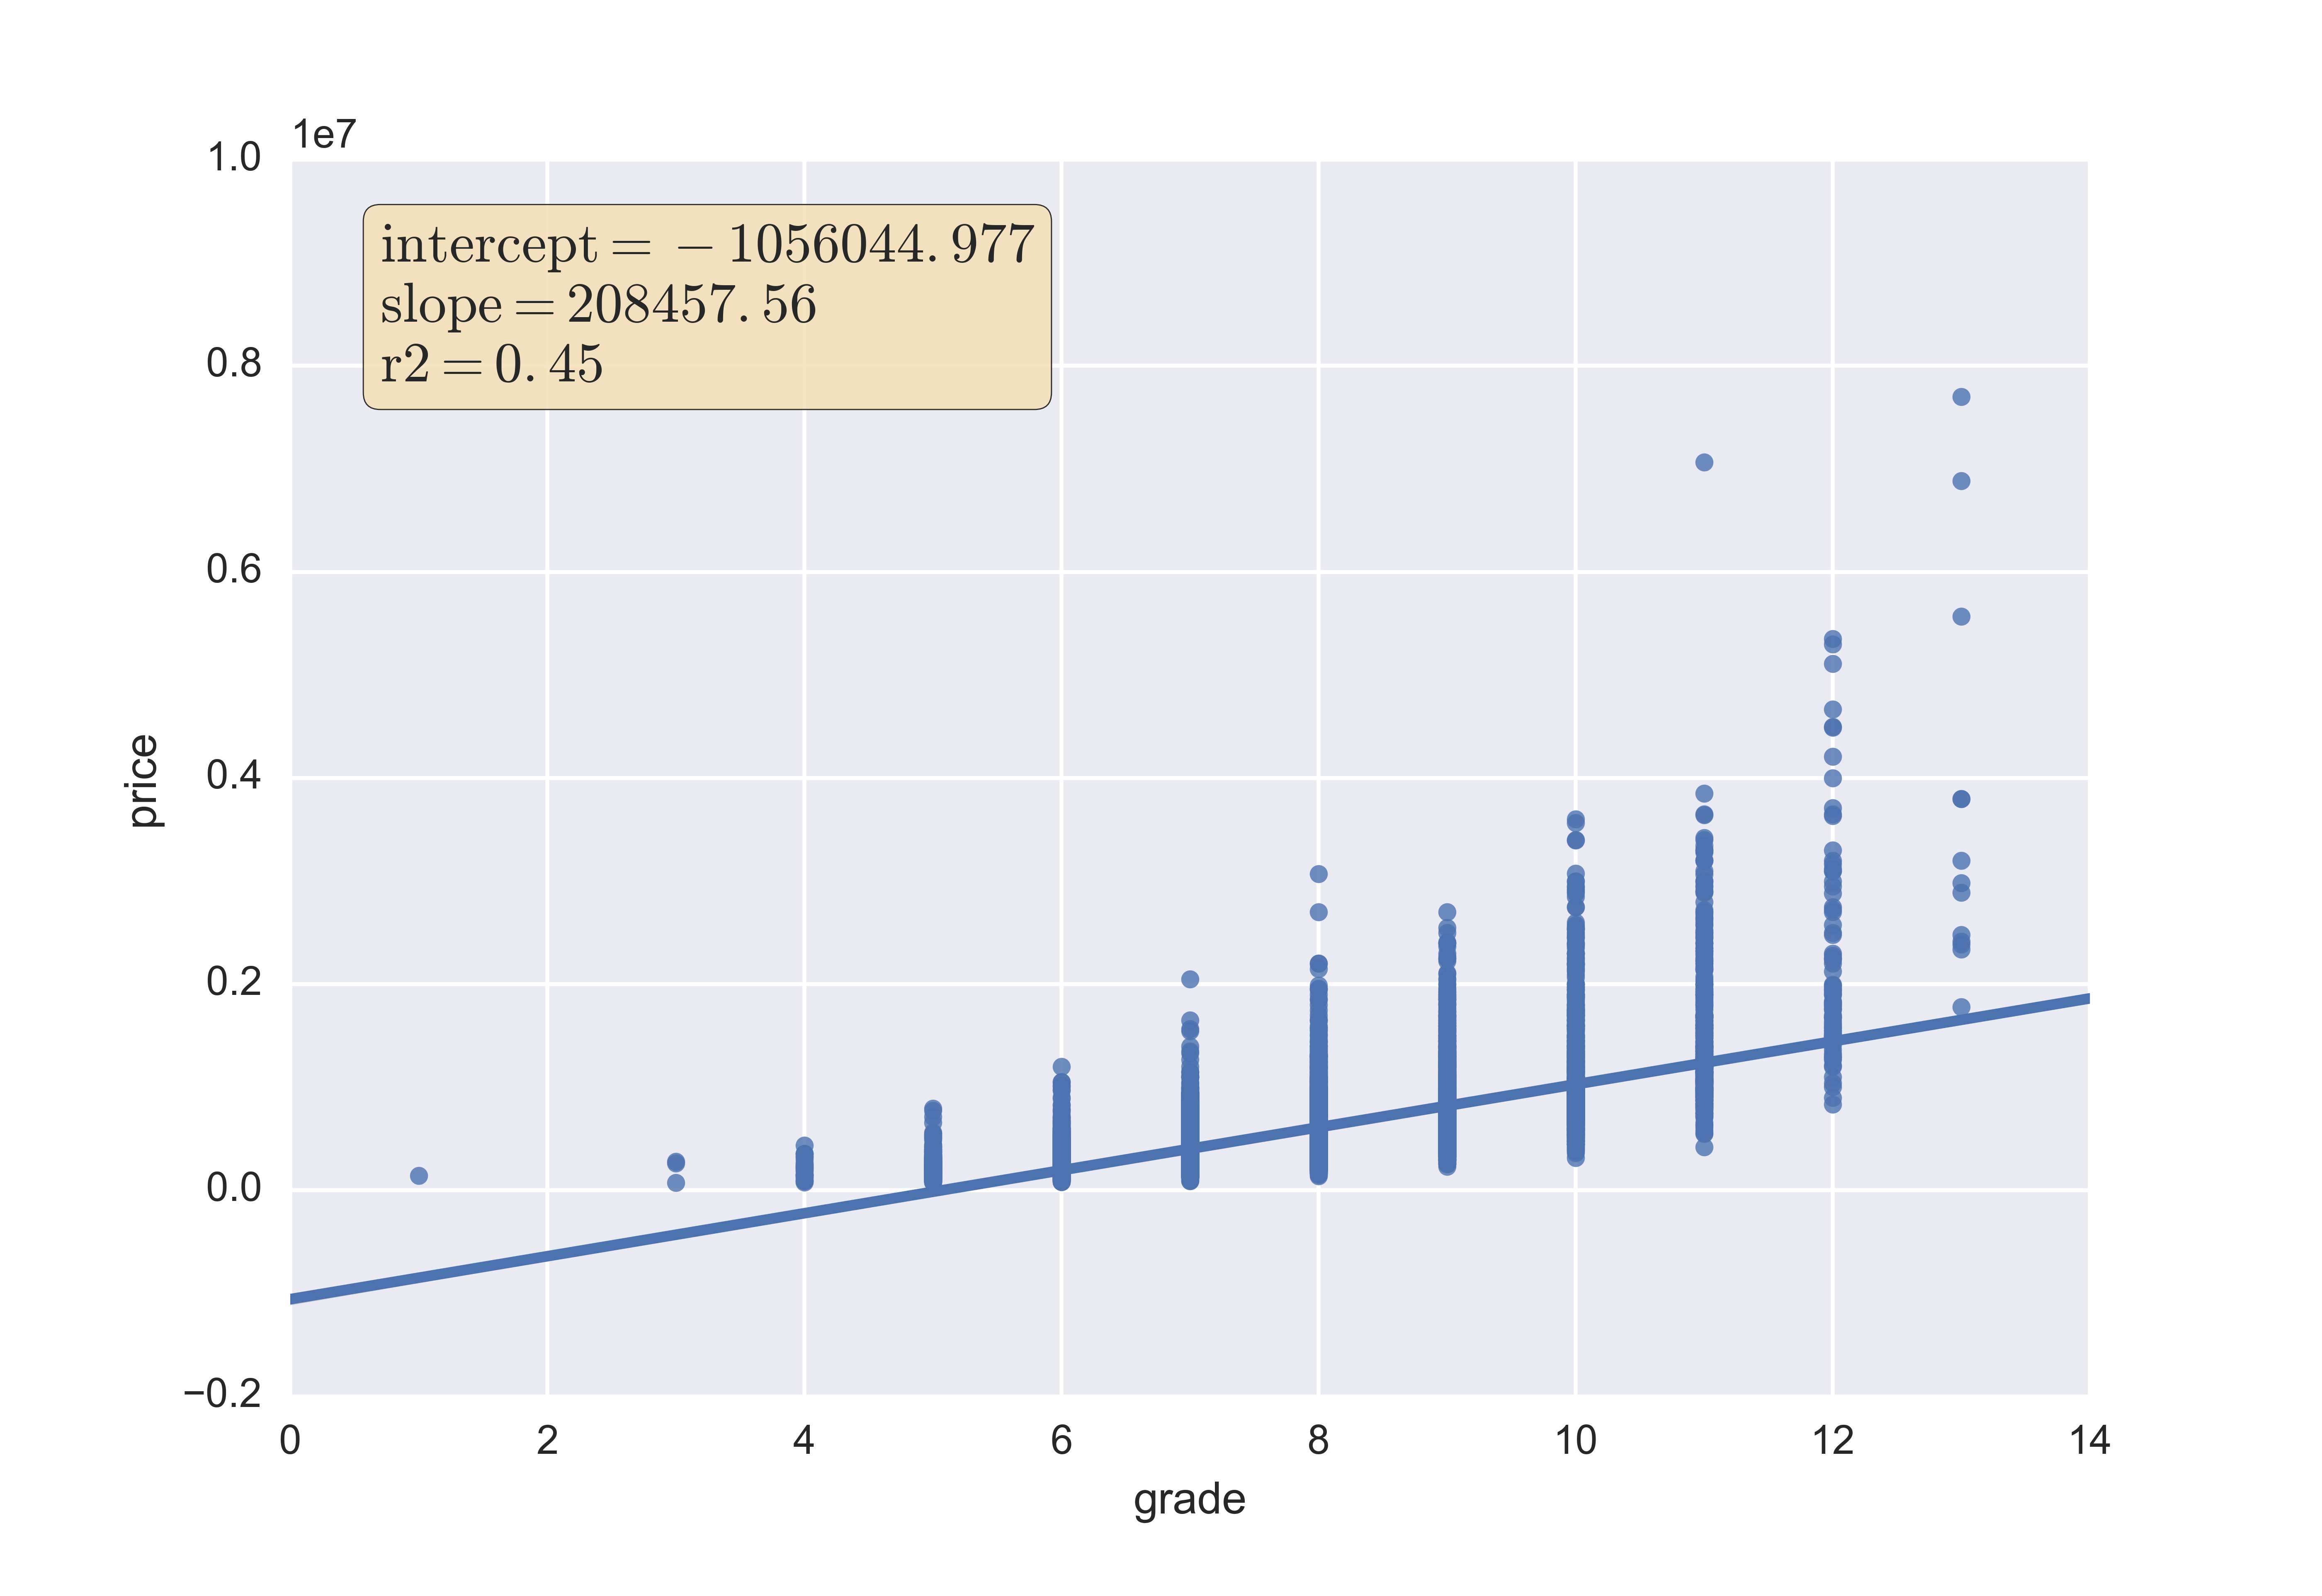 1e7
1.0
intercept = −1056044.977
slope = 208457.56
r2 = 0.45
0.8
0.6
price
0.4
0.2
0.0
−0.2
0 2 4 6 8 10 12 14
grade